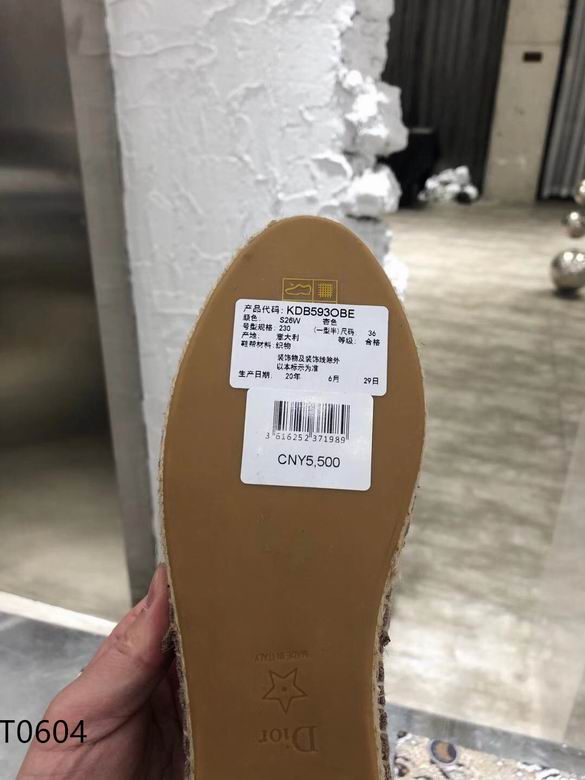 产品代码: KDB593OBE
颜色: S26W 杏色
号型规格: 230 (一型半)尺码: 36
产地: 意大利 等级: 合格
鞋帮材料: 织物
装饰物及装饰线除外
以本标示为准
生产日期: 20年 6月 29日
3 616252 371989
CNY5,500
MADE IN ITALY
Dior
T0604